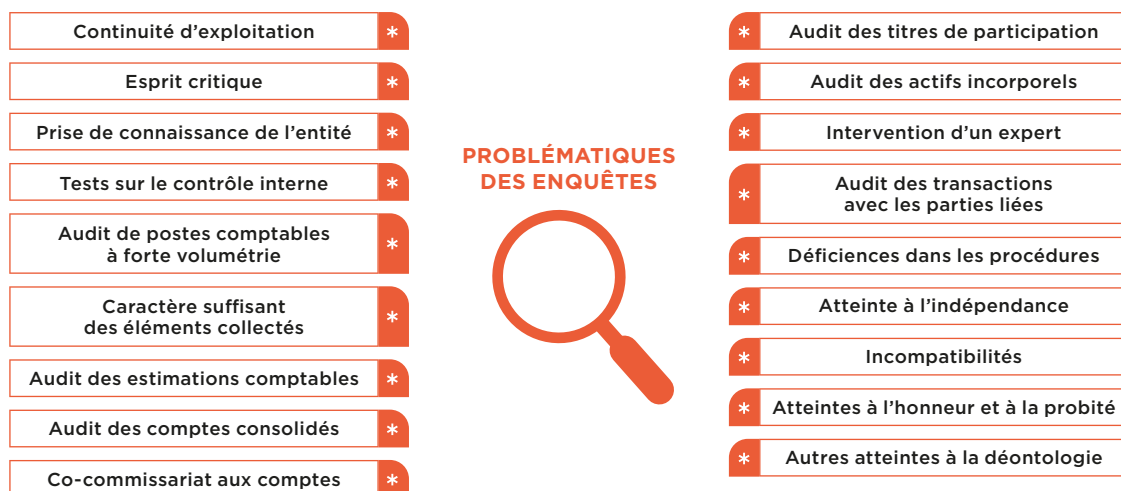 Continuité d'exploitation
Esprit critique
Prise de connaissance de l'entité
Tests sur le contrôle interne
Audit de postes comptables
à forte volumétrie
Caractère suffisant
des éléments collectés
Audit des estimations comptables
Audit des comptes consolidés
Co-commissariat aux comptes
PROBLÉMATIQUES
DES ENQUÊTES
Audit des titres de participation
Audit des actifs incorporels
Intervention d'un expert
Audit des transactions
avec les parties liées
Déficiences dans les procédures
Atteinte à l'indépendance
Incompatibilités
Atteintes à l'honneur et à la probité
Autres atteintes à la déontologie